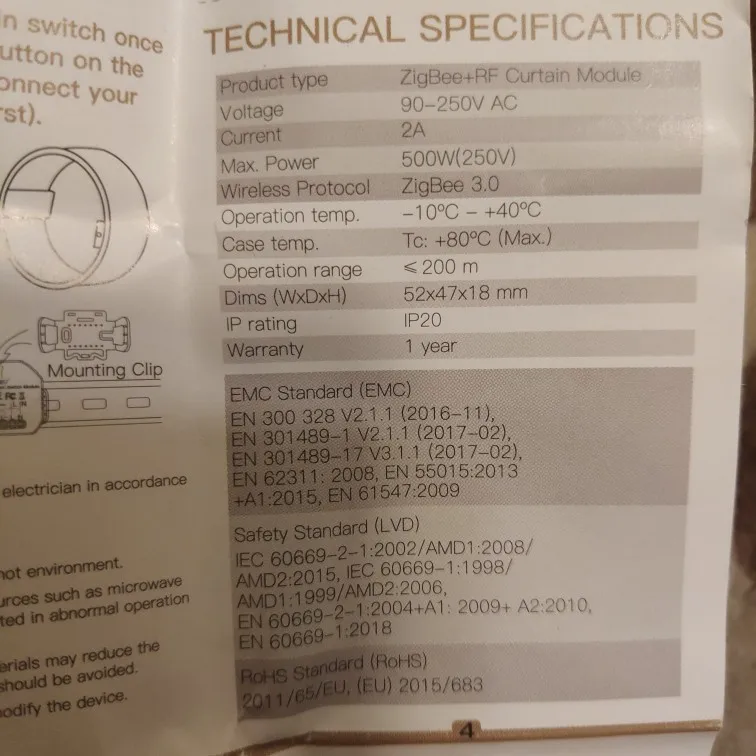 n switch once
utton on the
onnect your
rst).
Mounting Clip
electrician in accordance
not environment.
urces such as microwave
ted in abnormal operation
erials may reduce the
should be avoided.
odify the device.
TECHNICAL SPECIFICATIONS
Product type ZigBee+RF Curtain Module
Voltage 90-250V AC
Current 2A
Max. Power 500W(250V)
Wireless Protocol ZigBee 3.0
Operation temp. -10ºC - +40ºC
Case temp. Tc: +80ºC (Max.)
Operation range ≤200 m
Dims (WxDxH) 52x47x18 mm
IP rating IP20
Warranty 1 year
EMC Standard (EMC)
EN 300 328 V2.1.1 (2016-11),
EN 301489-1 V2.1.1 (2017-02),
EN 301489-17 V3.1.1 (2017-02),
EN 62311: 2008, EN 55015:2013
+A1:2015, EN 61547:2009
Safety Standard (LVD)
IEC 60669-2-1:2002/AMD1:2008/
AMD2:2015, IEC 60669-1:1998/
AMD1:1999/AMD2:2006,
EN 60669-2-1:2004+A1: 2009+ A2:2010,
EN 60669-1:2018
RoHS Standard (RoHS)
2011/65/EU, (EU) 2015/683
4